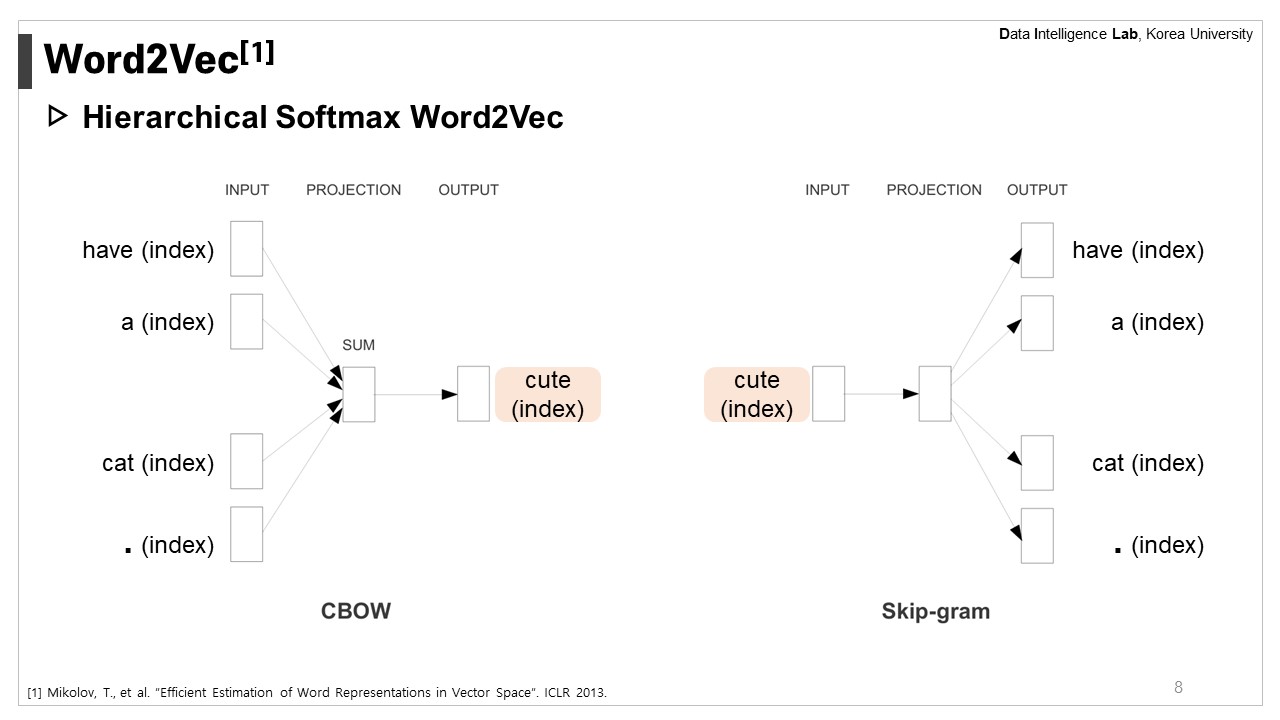 Data Intelligence Lab, Korea University
Word2Vec[1]
Hierarchical Softmax Word2Vec
INPUT PROJECTION OUTPUT
have (index)
a (index)
SUM
cute
(index)
cat (index)
. (index)
CBOW
INPUT PROJECTION OUTPUT
have (index)
a (index)
cute
(index)
cat (index)
. (index)
Skip-gram
[1] Mikolov, T., et al. "Efficient Estimation of Word Representations in Vector Space". ICLR 2013.
8